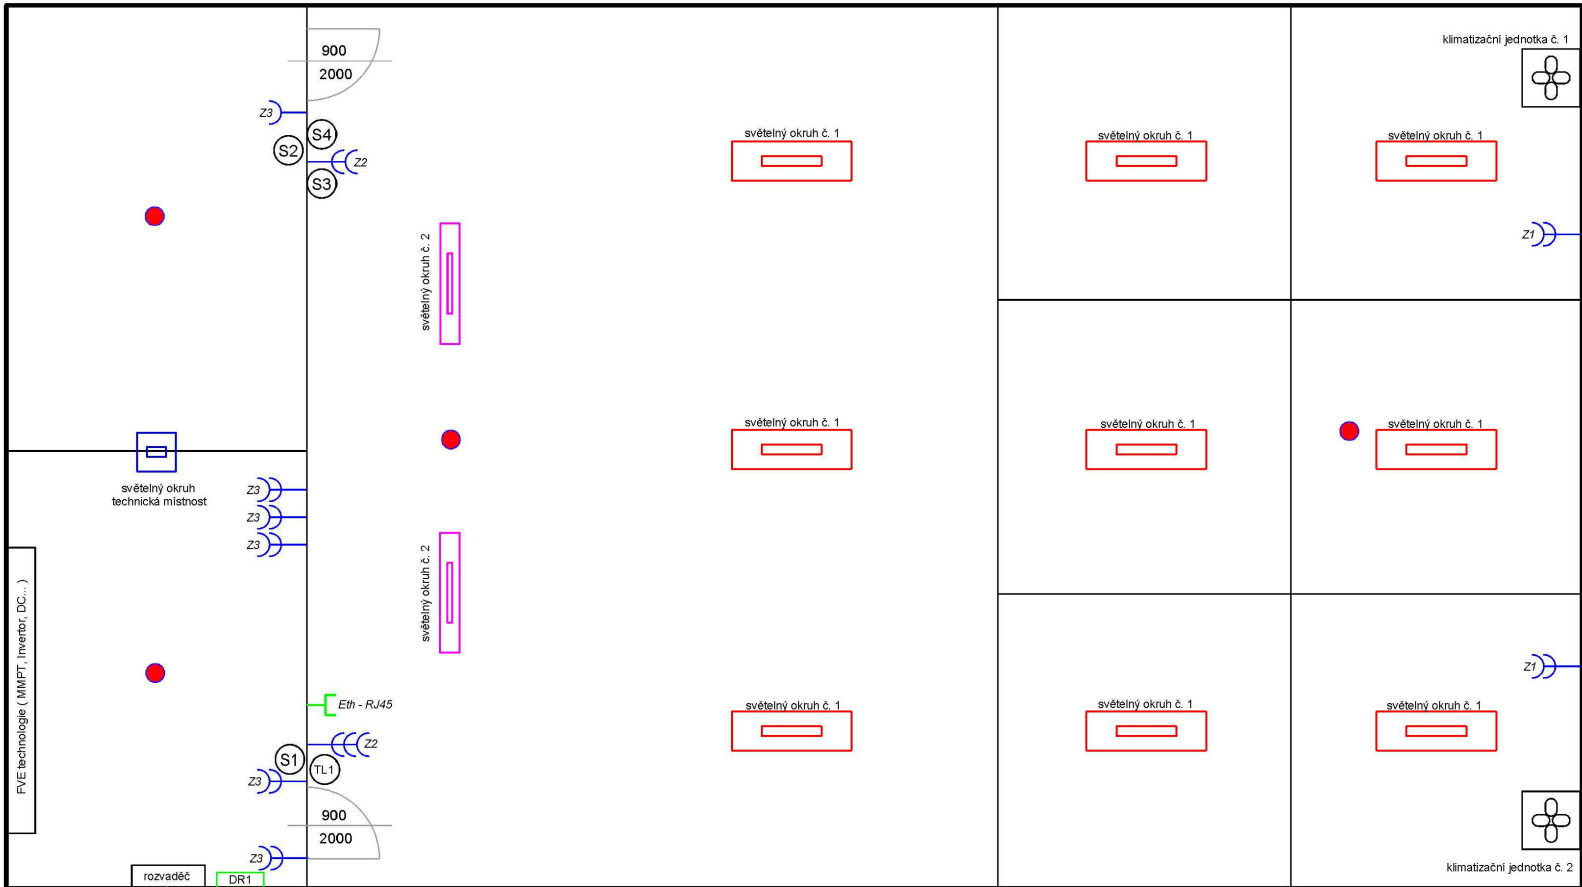 klimatizační jednotka č. 1
900
2000
Z3
S4
S2
Z2
S3
světelný okruh č. 1
světelný okruh č. 1
světelný okruh č. 1
Z1
světelný okruh č. 2
světelný okruh č. 1
světelný okruh č. 1
světelný okruh č. 1
světelný okruh
technická místnost
Z3
Z3
Z3
světelný okruh č. 2
FVE technologie ( MMPT, Invertor, DC... )
Z1
Eth - RJ45
světelný okruh č. 1
světelný okruh č. 1
světelný okruh č. 1
Z2
S1
TL1
Z3
900
2000
Z3
rozvaděč
DR1
klimatizační jednotka č. 2